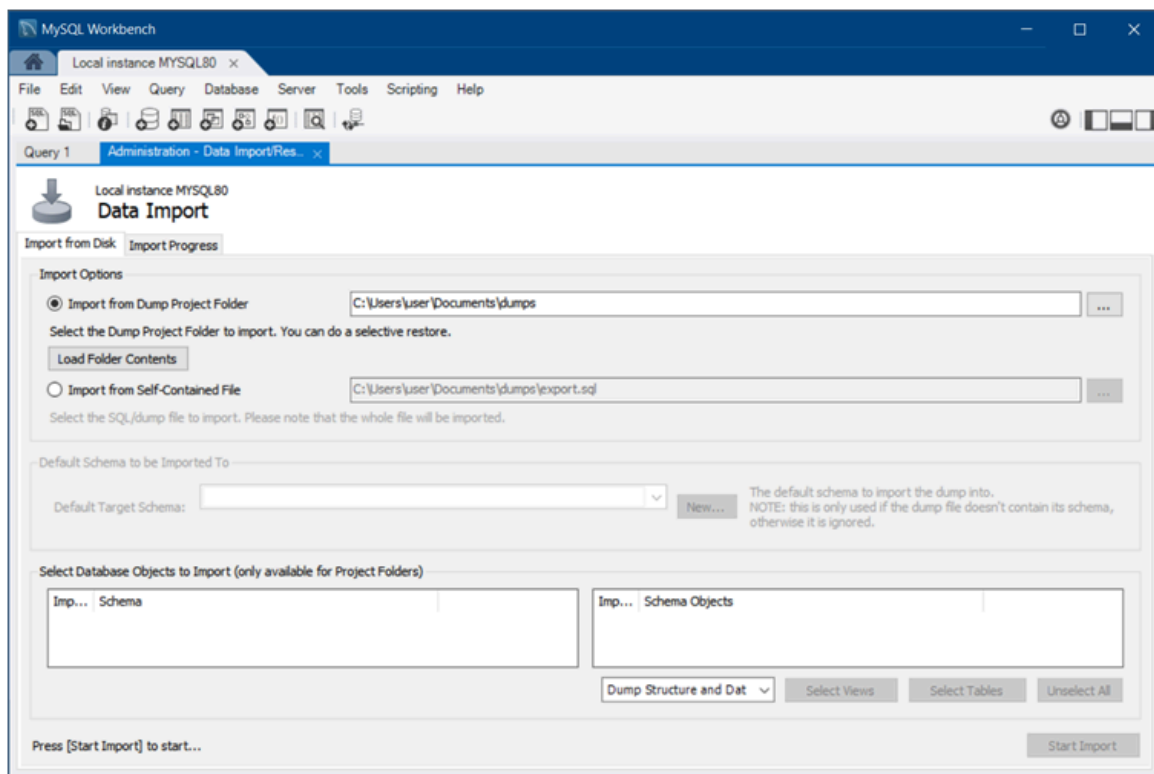 MySQL Workbench
Local instance MYSQL80
File Edit View Query Database Server Tools Scripting Help
Query 1 Administration - Data Import/Res..
Local instance MYSQL80
Data Import
Import from Disk Import Progress
Import Options
Import from Dump Project Folder C:\Users\user\Documents\dumps ...
Select the Dump Project Folder to import. You can do a selective restore.
Load Folder Contents
Import from Self-Contained File C:\Users\user\Documents\dumps\export.sql ...
Select the SQL/dump file to import. Please note that the whole file will be imported.
Default Schema to be Imported To
Default Target Schema: New...
The default schema to import the dump into.
NOTE: this is only used if the dump file doesn't contain its schema,
otherwise it is ignored.
Select Database Objects to Import (only available for Project Folders)
Imp... Schema Imp... Schema Objects
Dump Structure and Dat Select Views Select Tables Unselect All
Press [Start Import] to start... Start Import